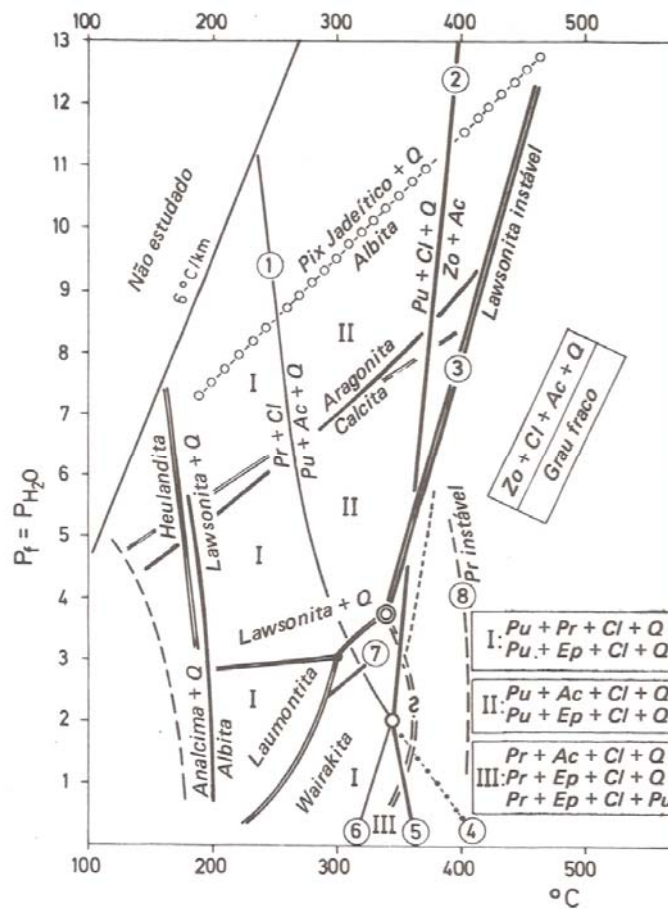 100 200 300 400 500
13
12
11
10
9
8
7
6
5
4
3
2
1
P_f = P_H₂O
100 200 300 400 500
°C
Não estudado
6 °C/km
1
2
3
4
5
6
7
8
Pix Jadeítico + Q
Albita
Pu + Cl + Q
Zo + Ac
Lawsonita instável
II
I
Aragonita
Calcita
Pr + Cl
Pu + Ac + Q
Heulandita
Lawsonita + Q
II
I
Zo + Cl + Ac + Q
Grau fraco
Pr instável
Lawsonita + Q
I
Laumontita
Wairakita
Analcima + Q
Albita
I
III
I: Pu + Pr + Cl + Q
Pu + Ep + Cl + Q
II: Pu + Ac + Cl + Q
Pu + Ep + Cl + Q
III: Pr + Ac + Cl + Q
Pr + Ep + Cl + Q
Pr + Ep + Cl + Pu